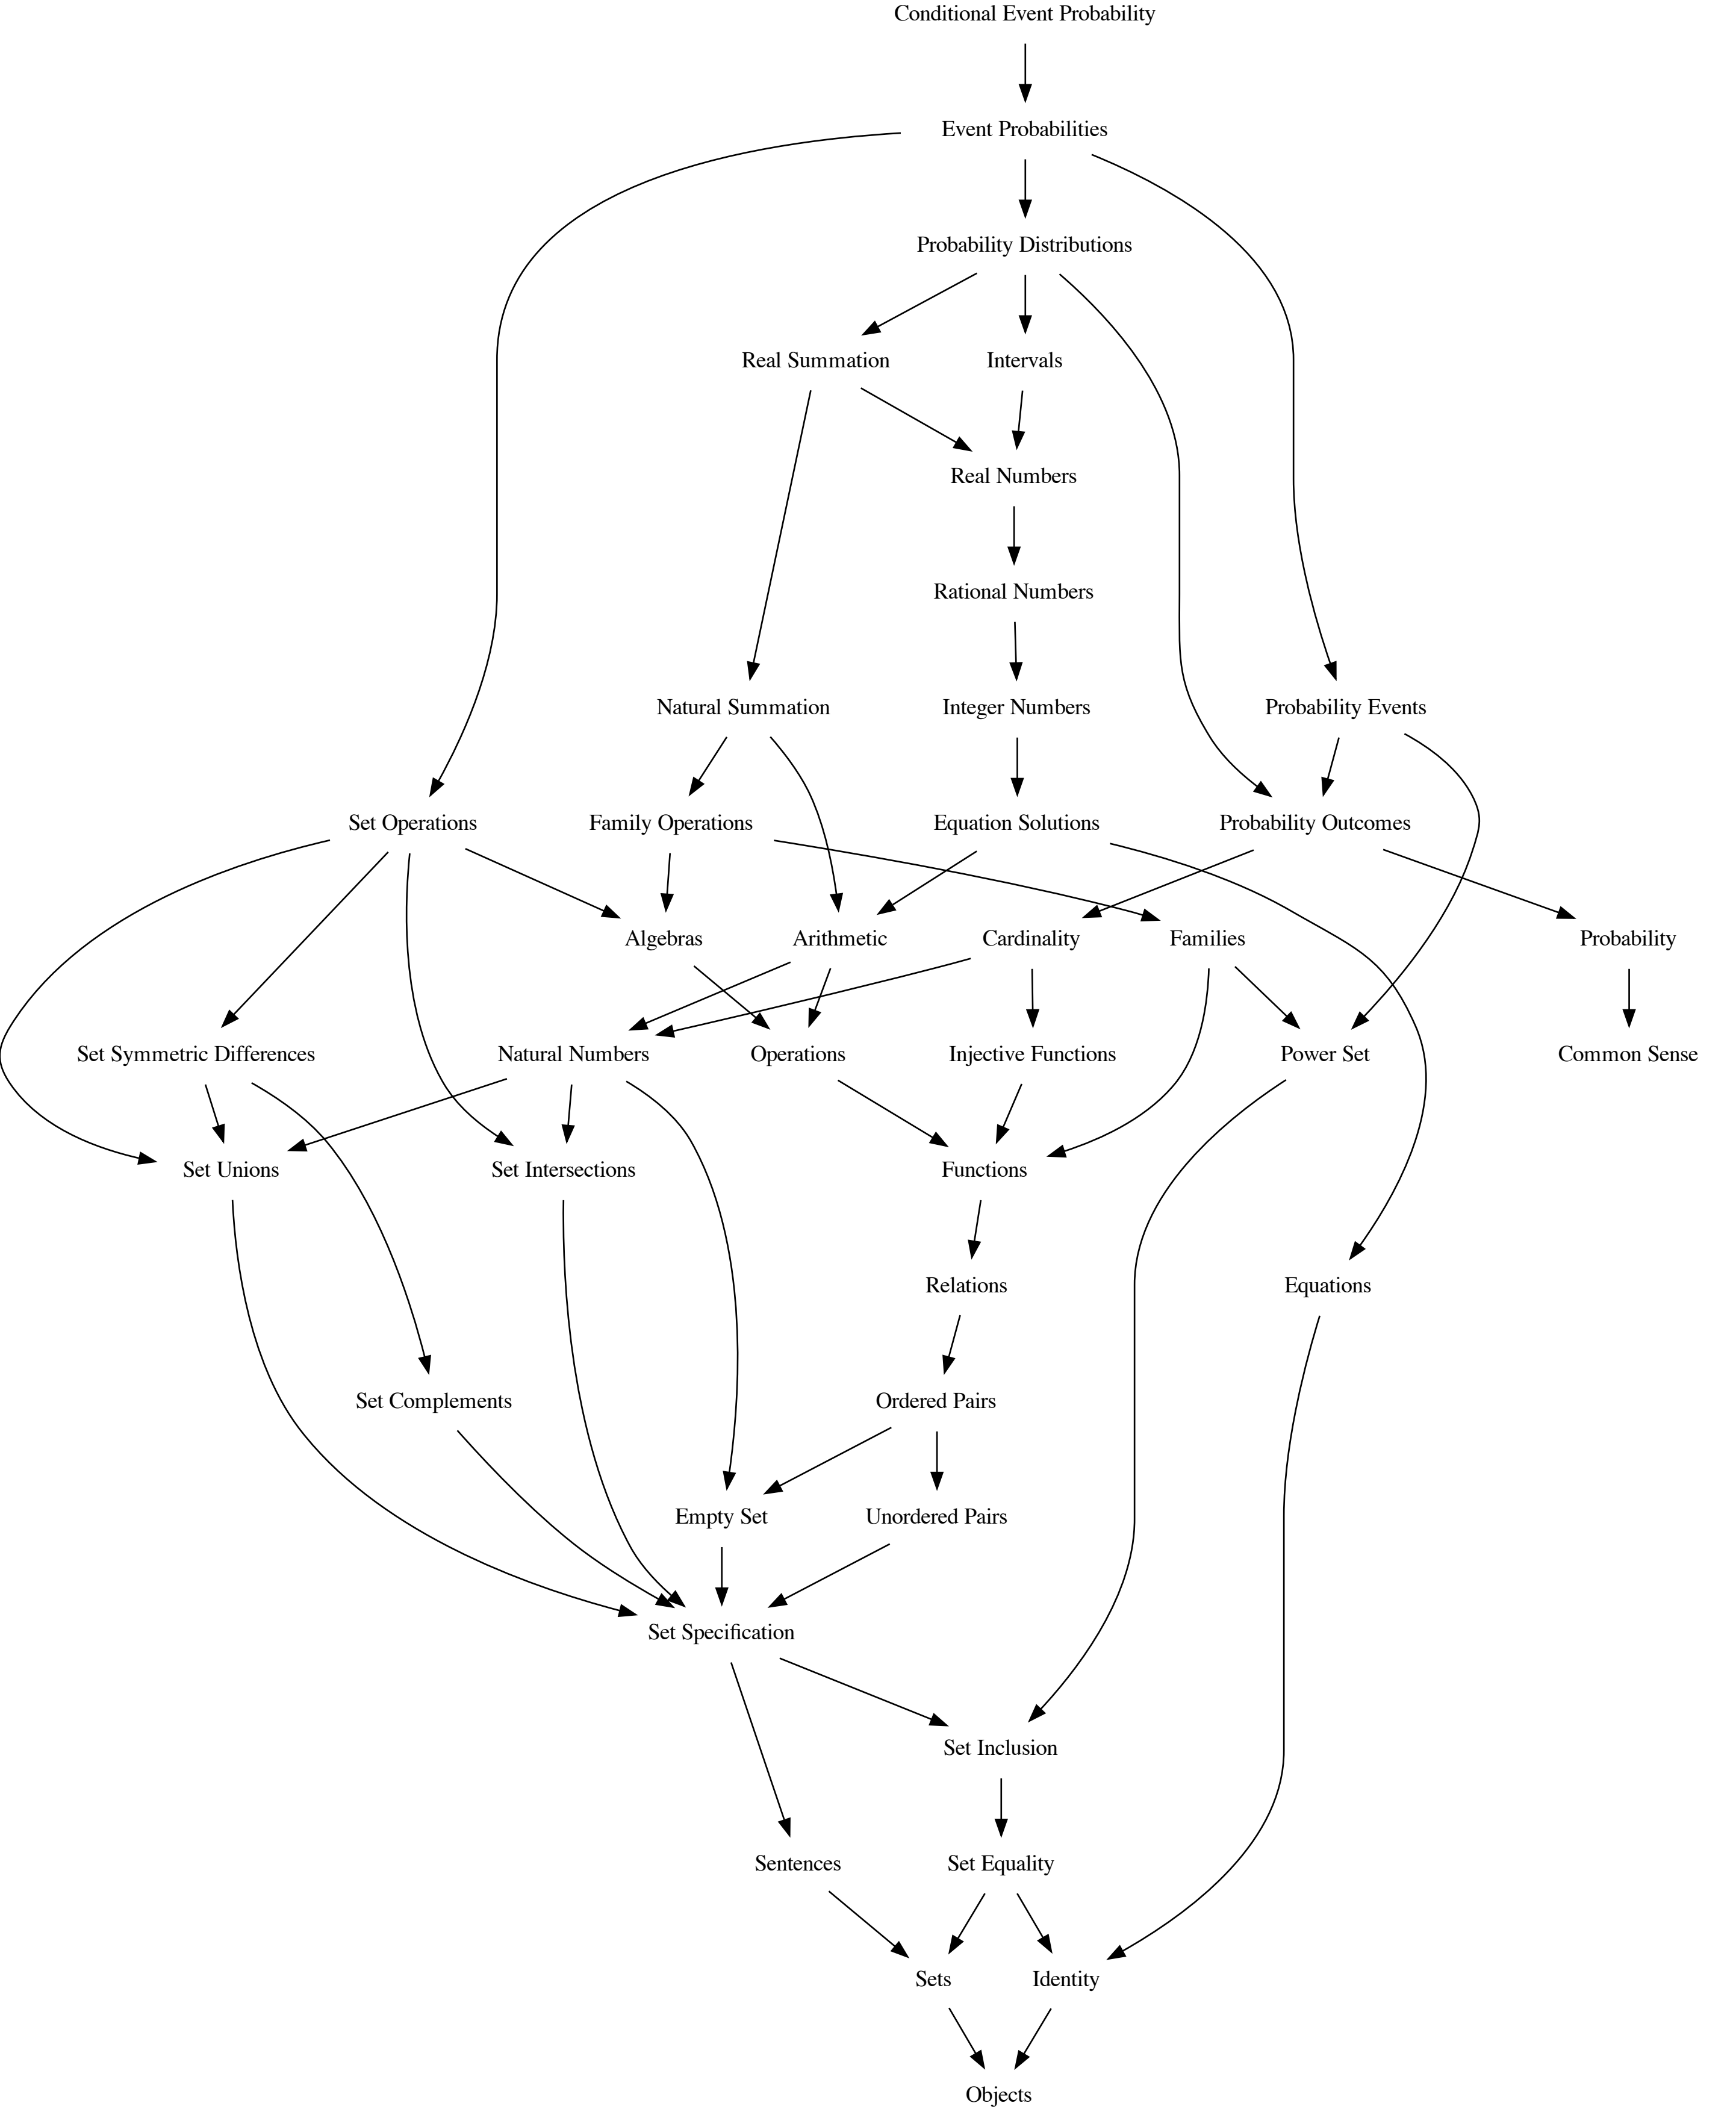 Conditional Event Probability
Event Probabilities
Probability Distributions
Real Summation
Intervals
Real Numbers
Rational Numbers
Natural Summation
Integer Numbers
Probability Events
Set Operations
Family Operations
Equation Solutions
Probability Outcomes
Algebras
Arithmetic
Cardinality
Families
Probability
Set Symmetric Differences
Natural Numbers
Operations
Injective Functions
Power Set
Common Sense
Set Unions
Set Intersections
Functions
Relations
Equations
Set Complements
Ordered Pairs
Empty Set
Unordered Pairs
Set Specification
Set Inclusion
Sentences
Set Equality
Sets
Identity
Objects